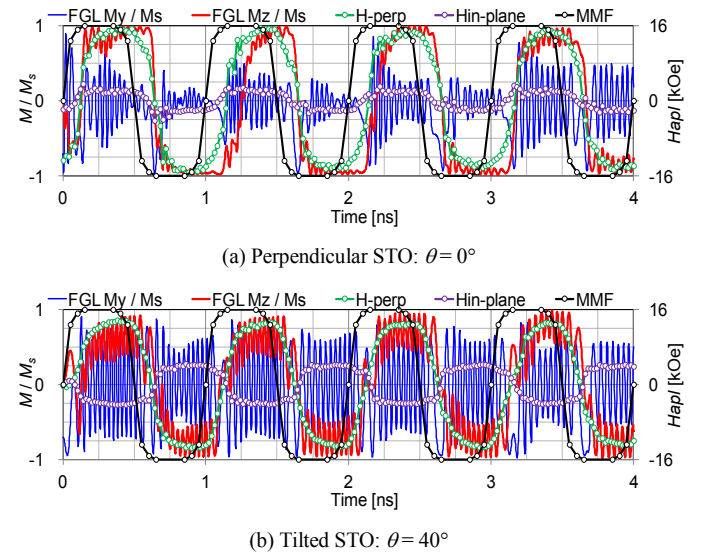 FGL My / Ms FGL Mz / Ms H-perp Hin-plane MMF
1 16
M / Ms 0 0 Hapl [kOe]
-1 -16
0 1 2 3 4
Time [ns]
(a) Perpendicular STO: θ = 0°
FGL My / Ms FGL Mz / Ms H-perp Hin-plane MMF
1 16
M / Ms 0 0 Hapl [kOe]
-1 -16
0 1 2 3 4
Time [ns]
(b) Tilted STO: θ = 40°